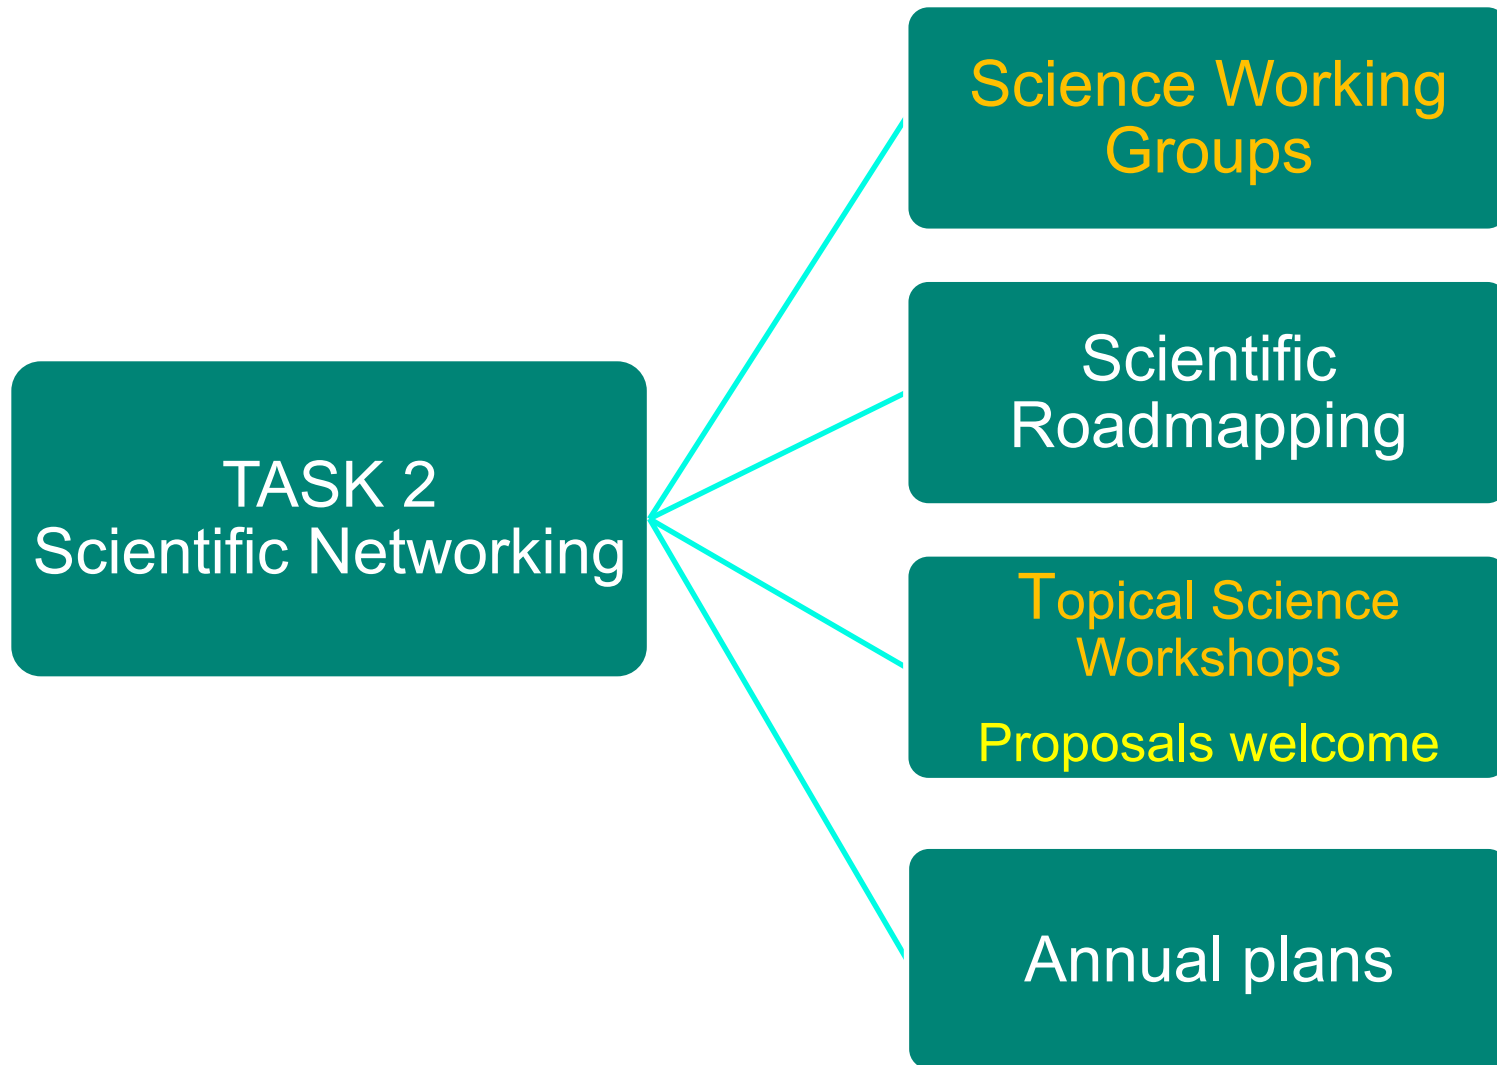 Science Working
Groups
Scientific
Roadmapping
TASK 2
Scientific Networking
Topical Science
Workshops
Proposals welcome
Annual plans